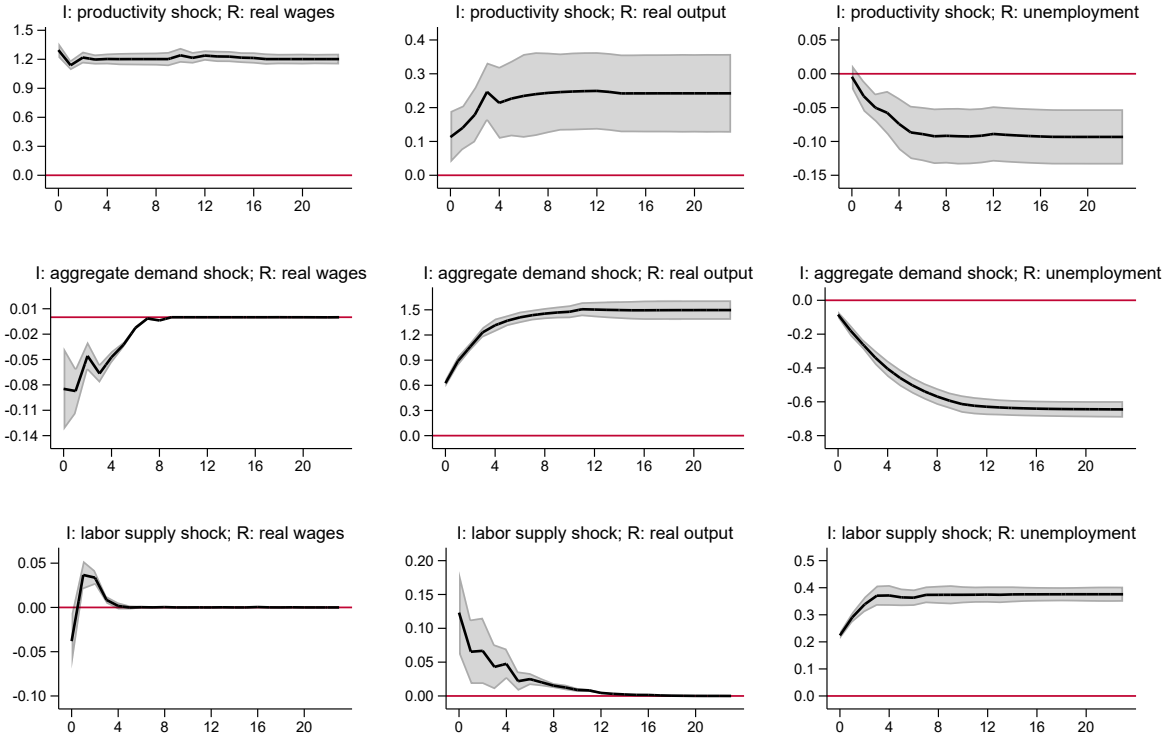 I: productivity shock; R: real wages
1.5
1.2
0.9
0.6
0.3
0.0
0 4 8 12 16 20
I: productivity shock; R: real output
0.4
0.3
0.2
0.1
0.0
0 4 8 12 16 20
I: productivity shock; R: unemployment
0.05
0.00
-0.05
-0.10
-0.15
0 4 8 12 16 20
I: aggregate demand shock; R: real wages
0.01
-0.02
-0.05
-0.08
-0.11
-0.14
0 4 8 12 16 20
I: aggregate demand shock; R: real output
1.5
1.2
0.9
0.6
0.3
0.0
0 4 8 12 16 20
I: aggregate demand shock; R: unemployment
0.0
-0.2
-0.4
-0.6
-0.8
0 4 8 12 16 20
I: labor supply shock; R: real wages
0.05
0.00
-0.05
-0.10
0 4 8 12 16 20
I: labor supply shock; R: real output
0.20
0.15
0.10
0.05
0.00
0 4 8 12 16 20
I: labor supply shock; R: unemployment
0.5
0.4
0.3
0.2
0.1
0.0
0 4 8 12 16 20